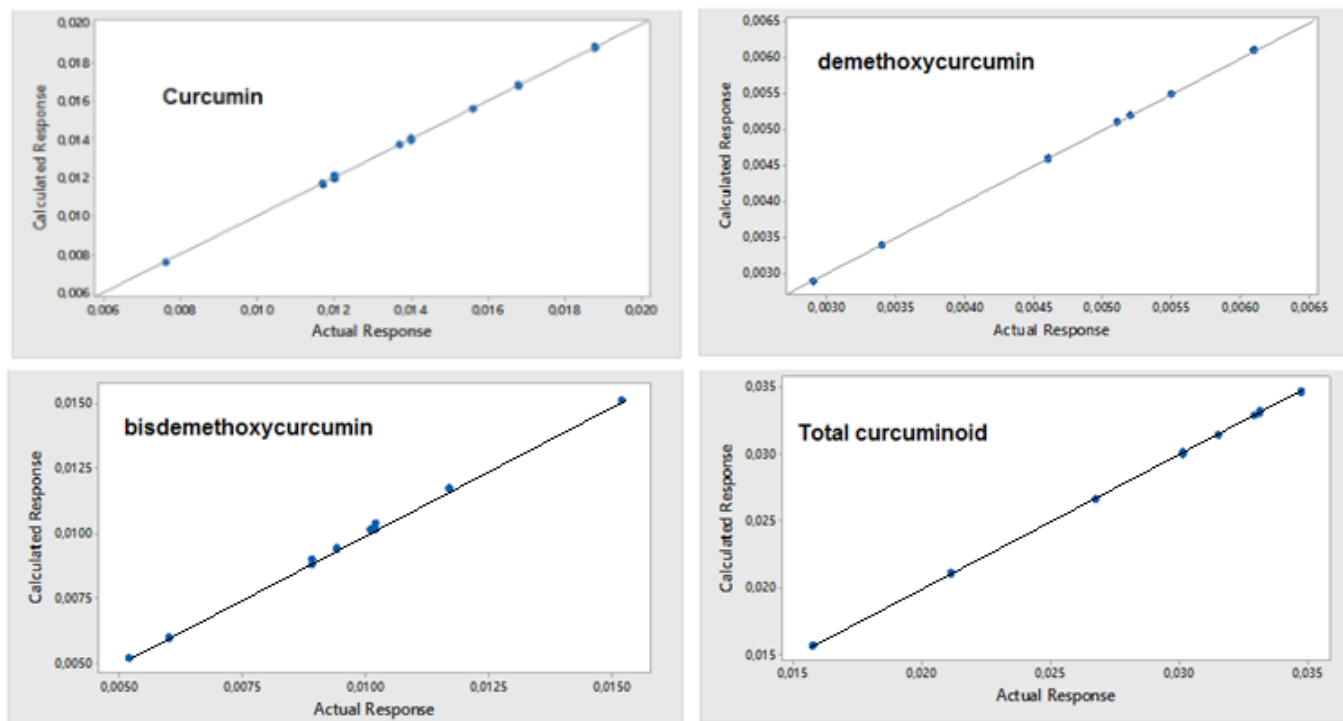 Curcumin
Calculated Response
0,020
0,018
0,016
0,014
0,012
0,010
0,008
0,006
0,006 0,008 0,010 0,012 0,014 0,016 0,018 0,020
Actual Response
demethoxycurcumin
Calculated Response
0,0065
0,0060
0,0055
0,0050
0,0045
0,0040
0,0035
0,0030
0,0030 0,0035 0,0040 0,0045 0,0050 0,0055 0,0060 0,0065
Actual Response
bisdemethoxycurcumin
Calculated Response
0,0150
0,0125
0,0100
0,0075
0,0050
0,0050 0,0075 0,0100 0,0125 0,0150
Actual Response
Total curcuminoid
Calculated Response
0,035
0,030
0,025
0,020
0,015
0,015 0,020 0,025 0,030 0,035
Actual Response